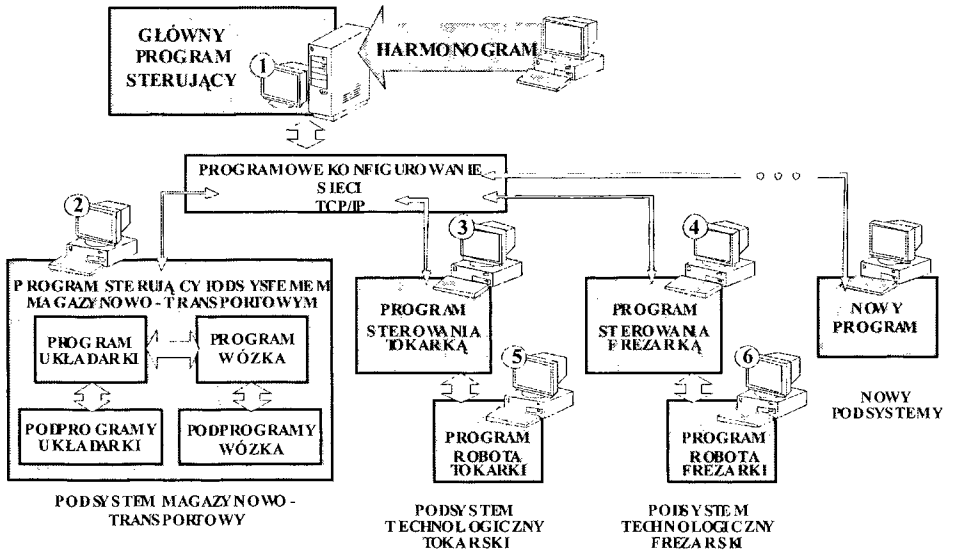 GŁÓWNY
PROGRAM
STERUJĄCY
1
HARMONOGRAM
PROGRAMOWE KONFIGUROWANIE
SIECI
TCP/IP
2
3
4
PROGRAM STERUJĄCY PODSYSTEMEM
MAGAZYNOWO-TRANSPORTOWYM
PROGRAM
UKŁADARKI
PROGRAM
WÓZKA
PODPROGRAMY
UKŁADARKI
PODPROGRAMY
WÓZKA
PODSYSTEM MAGAZYNOWO-
TRANSPORTOWY
PROGRAM
STEROWANIA
TOKARKĄ
5
PROGRAM
ROBOTA
TOKARKI
PODSYSTEM
TECHNOLOGICZNY
TOKARSKI
PROGRAM
STEROWANIA
FREZARKĄ
6
PROGRAM
ROBOTA
FREZARKI
PODSYSTEM
TECHNOLOGICZNY
FREZARSKI
NOWY
PROGRAM
NOWY
PODSYSTEMY